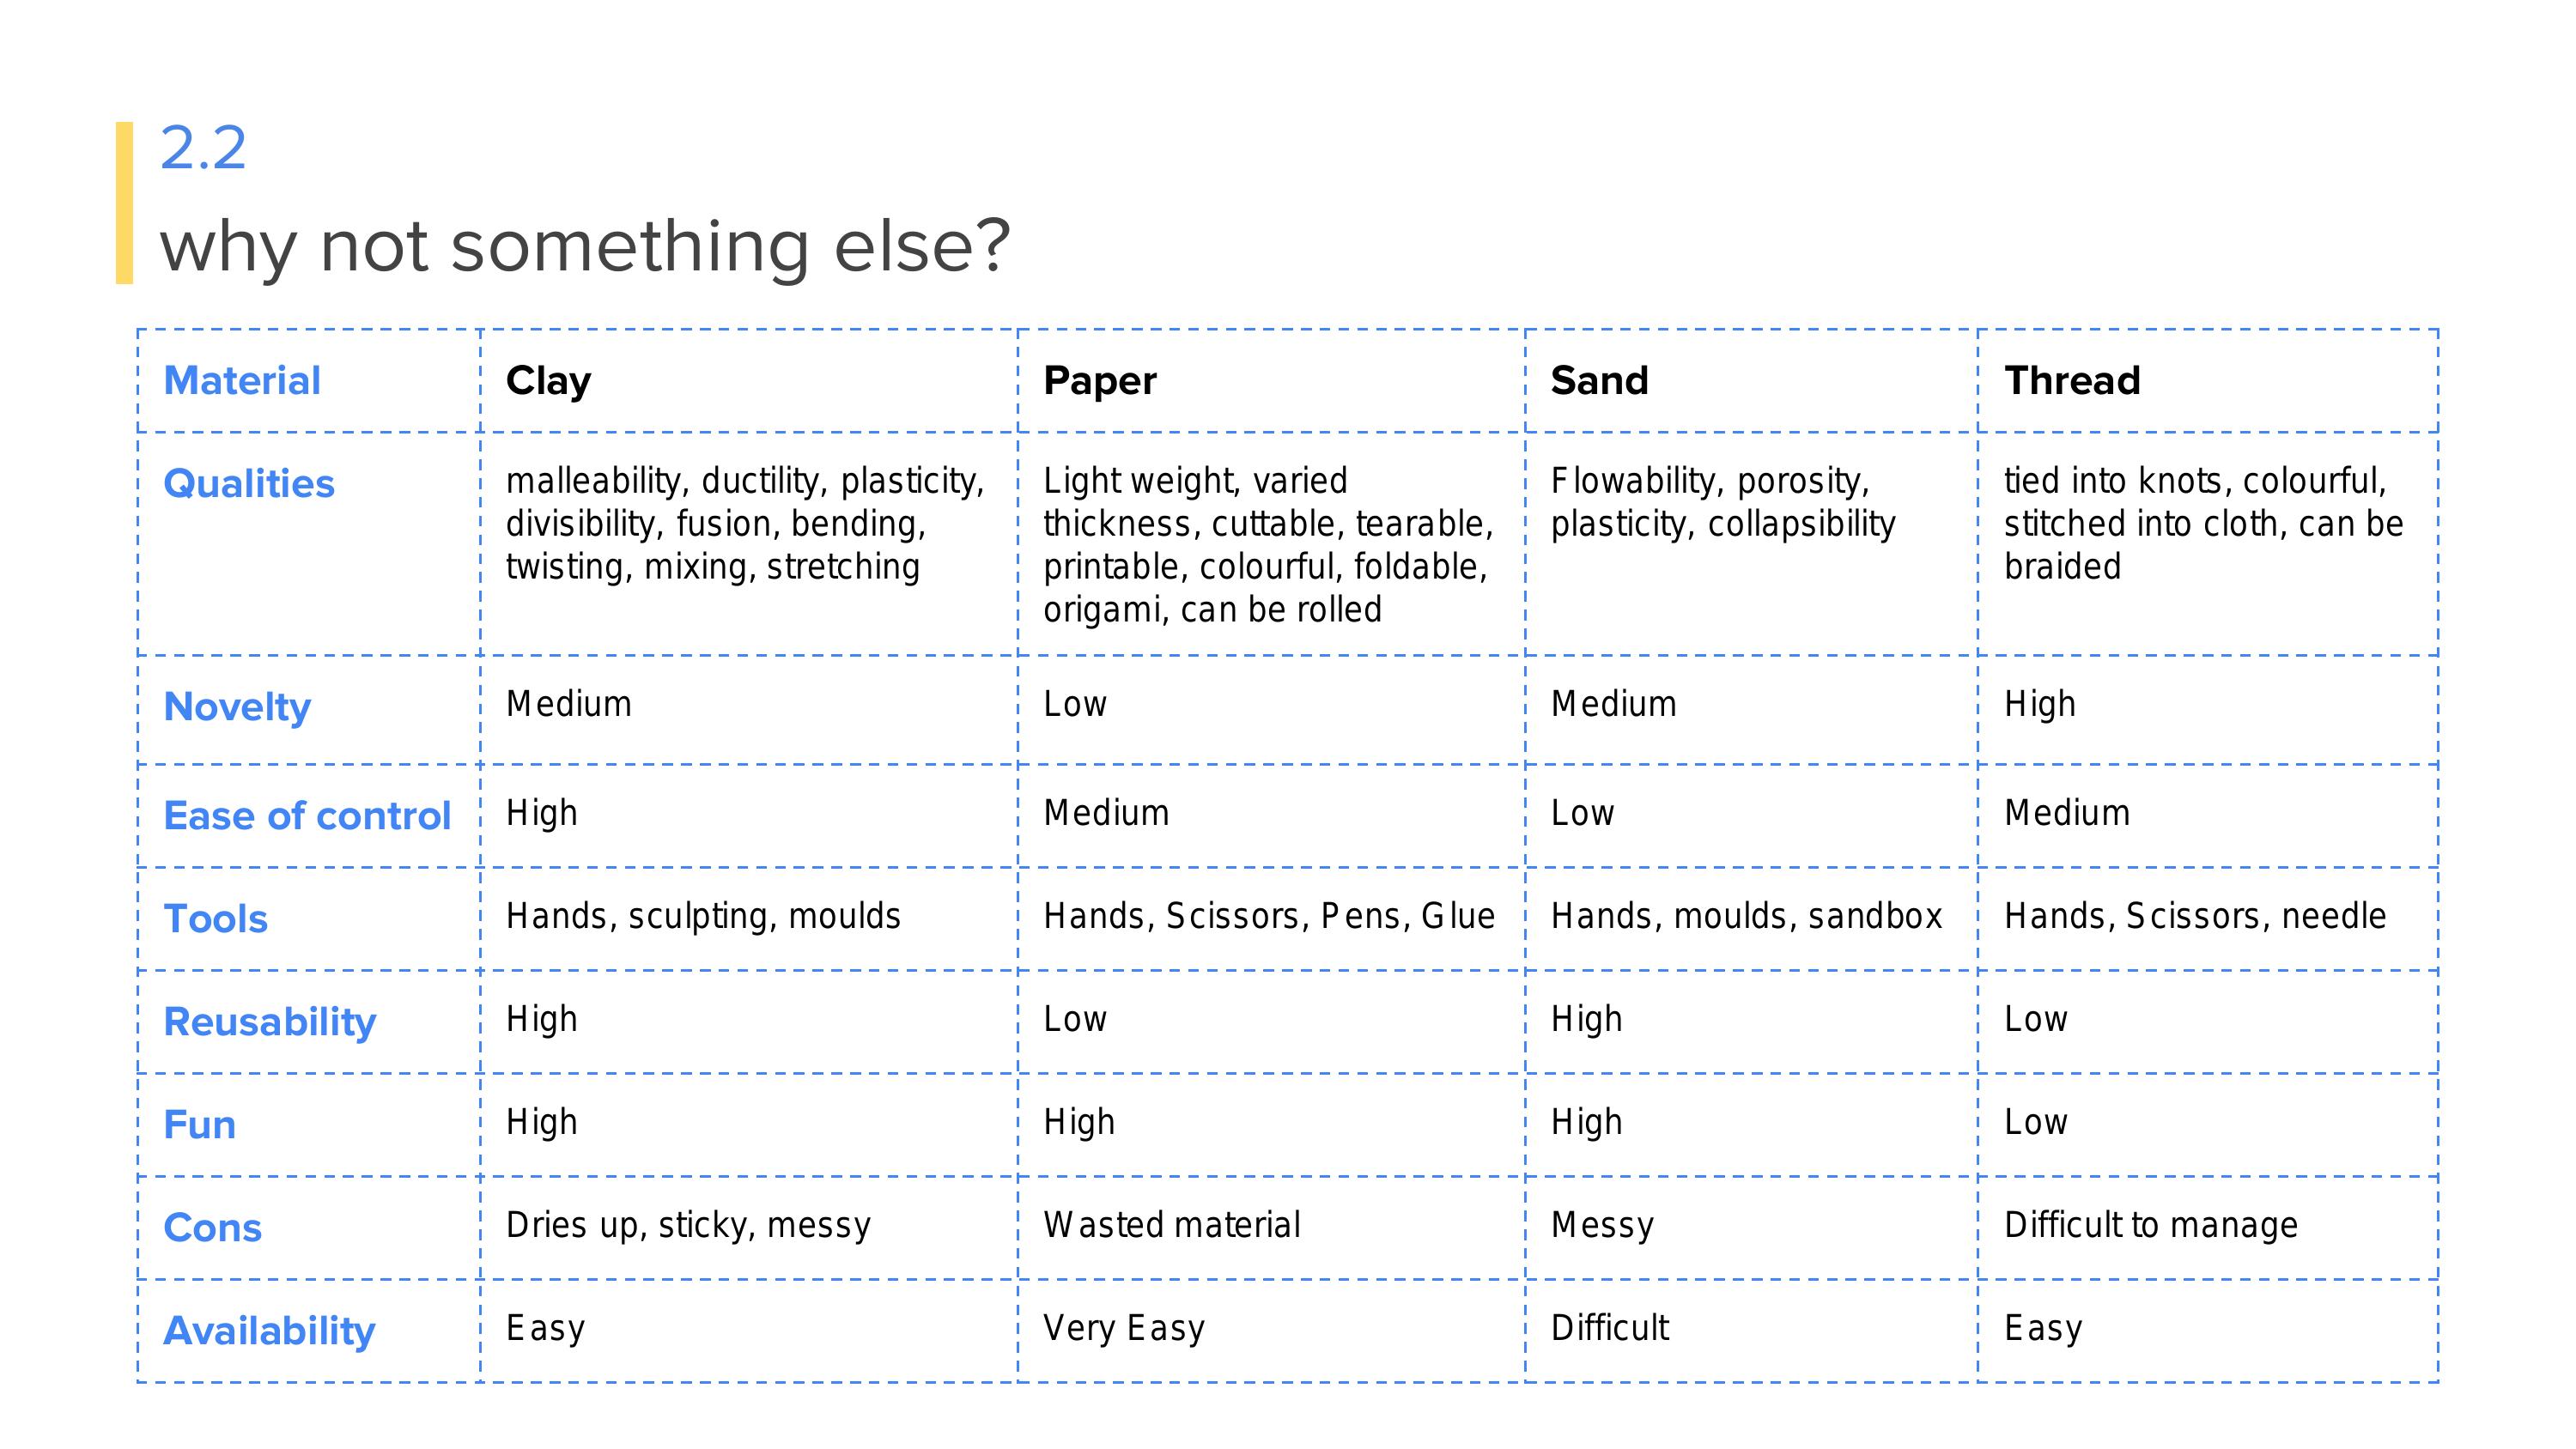 2.2
why not something else?
Material Clay Paper Sand Thread
Qualities malleability, ductility, plasticity, Light weight, varied Flowability, porosity, tied into knots, colourful,
divisibility, fusion, bending, thickness, cuttable, tearable, plasticity, collapsibility stitched into cloth, can be
twisting, mixing, stretching printable, colourful, foldable, braided
origami, can be rolled
Novelty Medium Low Medium High
Ease of control High Medium Low Medium
Tools Hands, sculpting, moulds Hands, Scissors, Pens, Glue Hands, moulds, sandbox Hands, Scissors, needle
Reusability High Low High Low
Fun High High High Low
Cons Dries up, sticky, messy Wasted material Messy Difficult to manage
Availability Easy Very Easy Difficult Easy